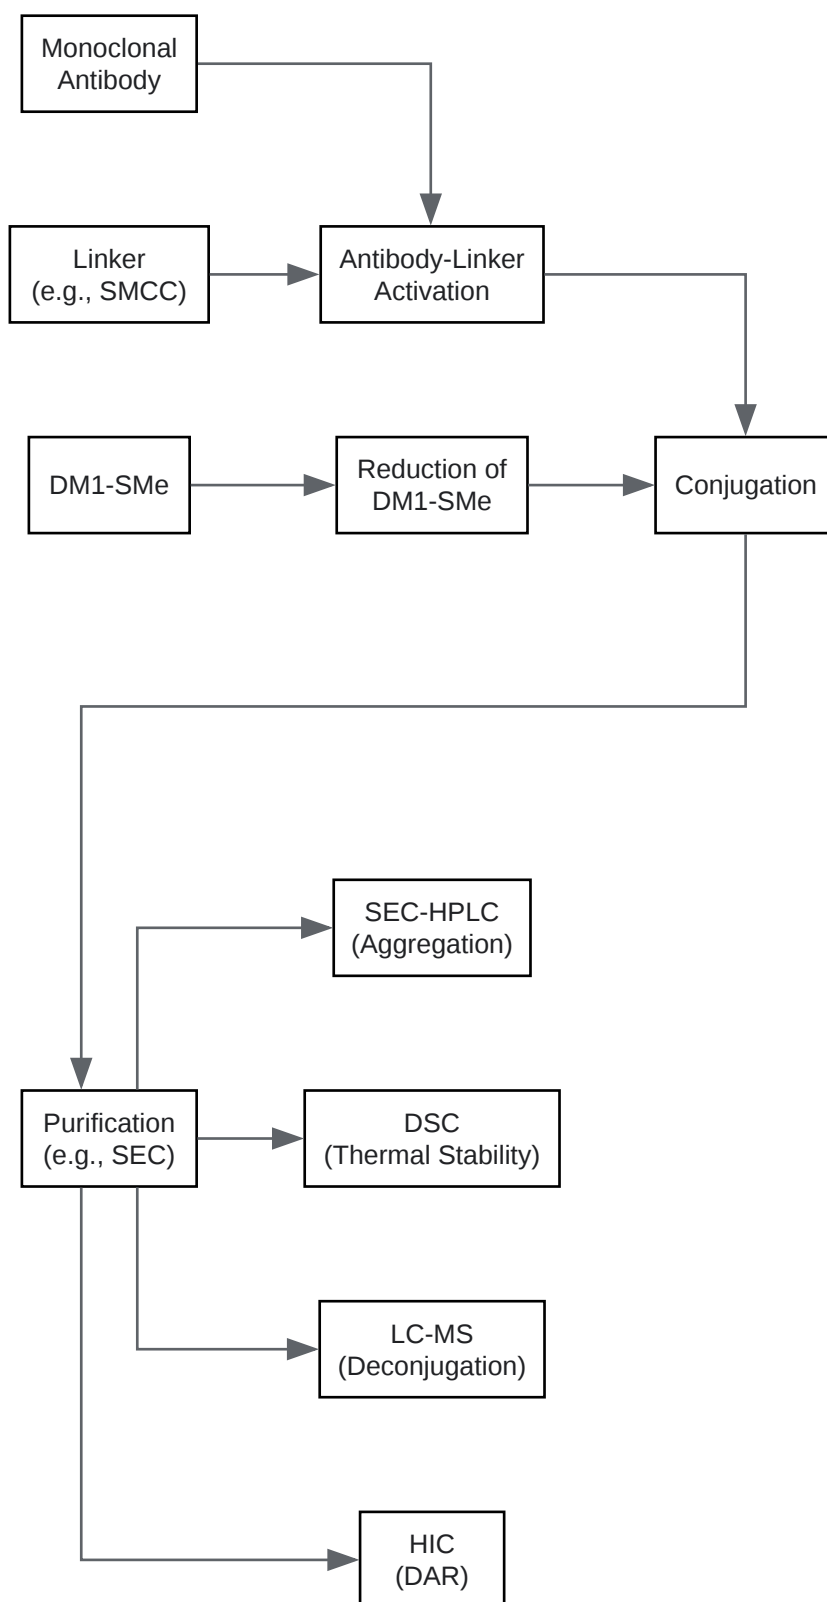 Monoclonal
Antibody
Linker
(e.g., SMCC)
Antibody-Linker
Activation
DM1-SMe
Reduction of
DM1-SMe
Conjugation
SEC-HPLC
(Aggregation)
Purification
(e.g., SEC)
DSC
(Thermal Stability)
LC-MS
(Deconjugation)
HIC
(DAR)